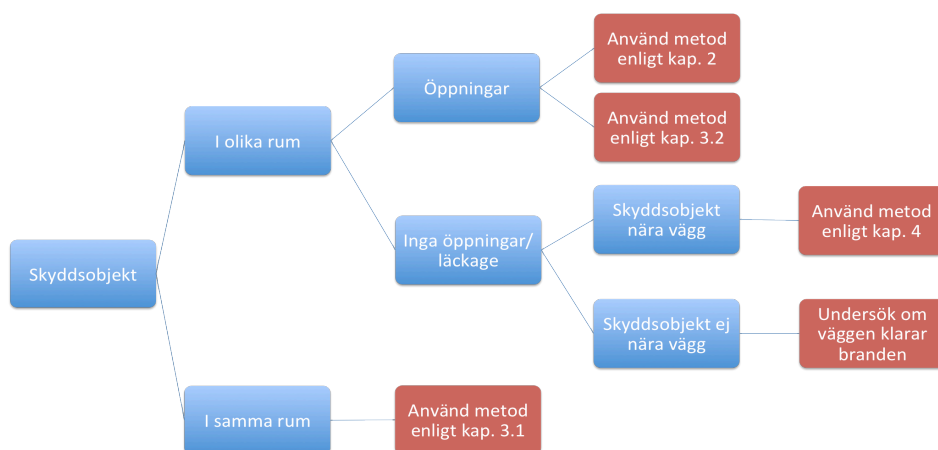 Skyddsobjekt
I olika rum
Öppningar
Använd metod
enligt kap. 2
Använd metod
enligt kap. 3.2
Inga öppningar/
läckage
Skyddsobjekt
nära vägg
Använd metod
enligt kap. 4
Skyddsobjekt ej
nära vägg
Undersök om
väggen klarar
branden
I samma rum
Använd metod
enligt kap. 3.1